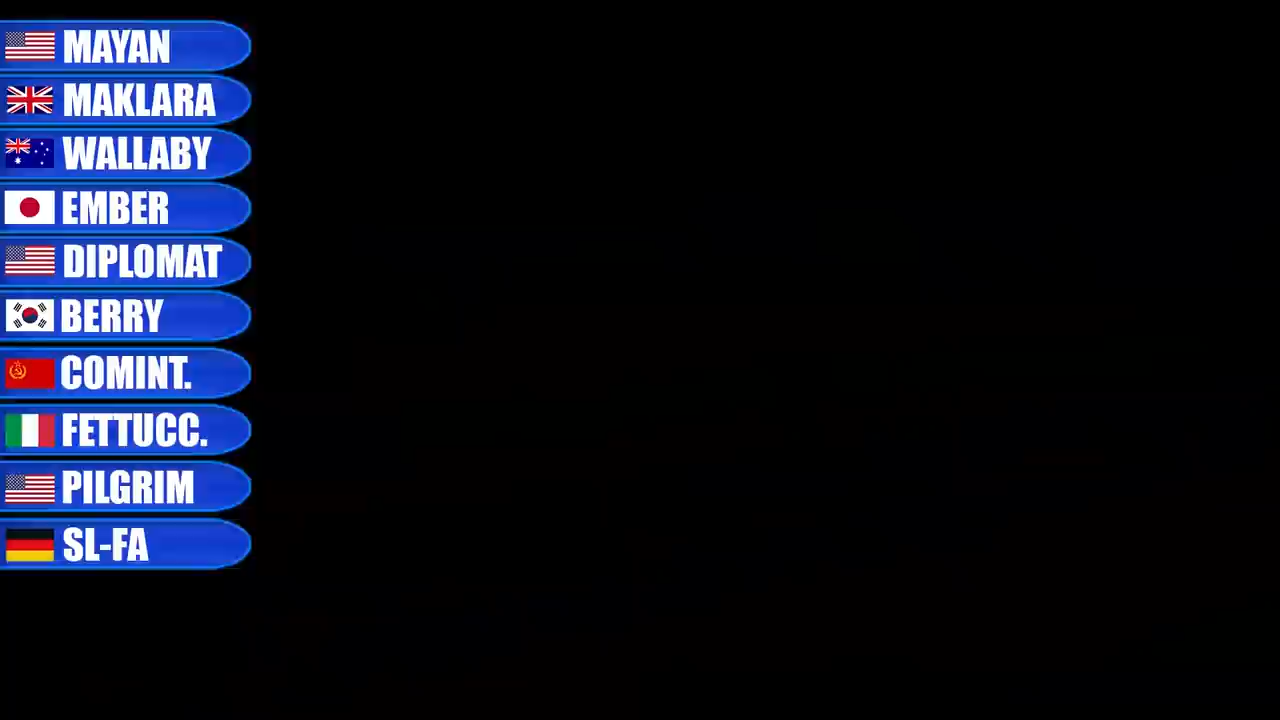 MAYAN
MAKLARA
WALLABY
EMBER
DIPLOMAT
BERRY
COMINT.
FETTUCC.
PILGRIM
SL-FA